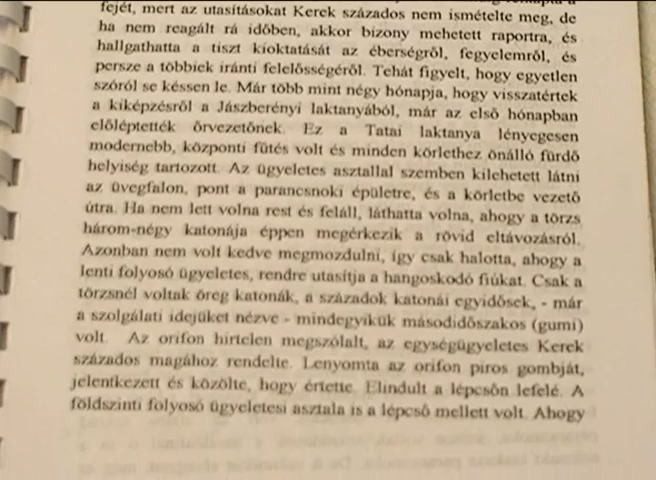 fejét, mert az utasításokat Kerek százados nem ismételte meg, de
ha nem reagált rá időben, akkor bizony mehetett raportra, és
hallgathatta a tiszt kioktatását az éberségről, fegyelemről, és
persze a többiek iránti felelősségéről. Tehát figyelt, hogy egyetlen
szóról se késsen le. Már több mint négy hónapja, hogy visszatértek
a kiképzésről a Jászberényi laktanyából, már az első hónapban
előléptették őrvezetőnek. Ez a Tatai laktanya lényegesen
modernebb, központi fűtés volt és minden körlethez önálló fürdő
helyiség tartozott. Az ügyeletes asztallal szemben kilehetett látni
az üvegfalon, pont a parancsnoki épületre, és a körletbe vezető
útra. Ha nem lett volna rest és feláll, láthatta volna, ahogy a törzs
három-négy katonája éppen megérkezik a rövid eltávozásról.
Azonban nem volt kedve megmozdulni, így csak halotta, ahogy a
lenti folyosó ügyeletes, rendre utasítja a hangoskodó fiúkat. Csak a
törzsnél voltak öreg katonák, a századok katonái egyidősek, - már
a szolgálati idejüket nézve - mindegyikük másodidőszakos (gumi)
volt. Az orifon hirtelen megszólalt, az egységügyeletes Kerek
százados magához rendelte. Lenyomta az orifon piros gombját,
jelentkezett és közölte, hogy értette. Elindult a lépcsőn lefelé. A
földszinti folyosó ügyeletesi asztala is a lépcső mellett volt. Ahogy